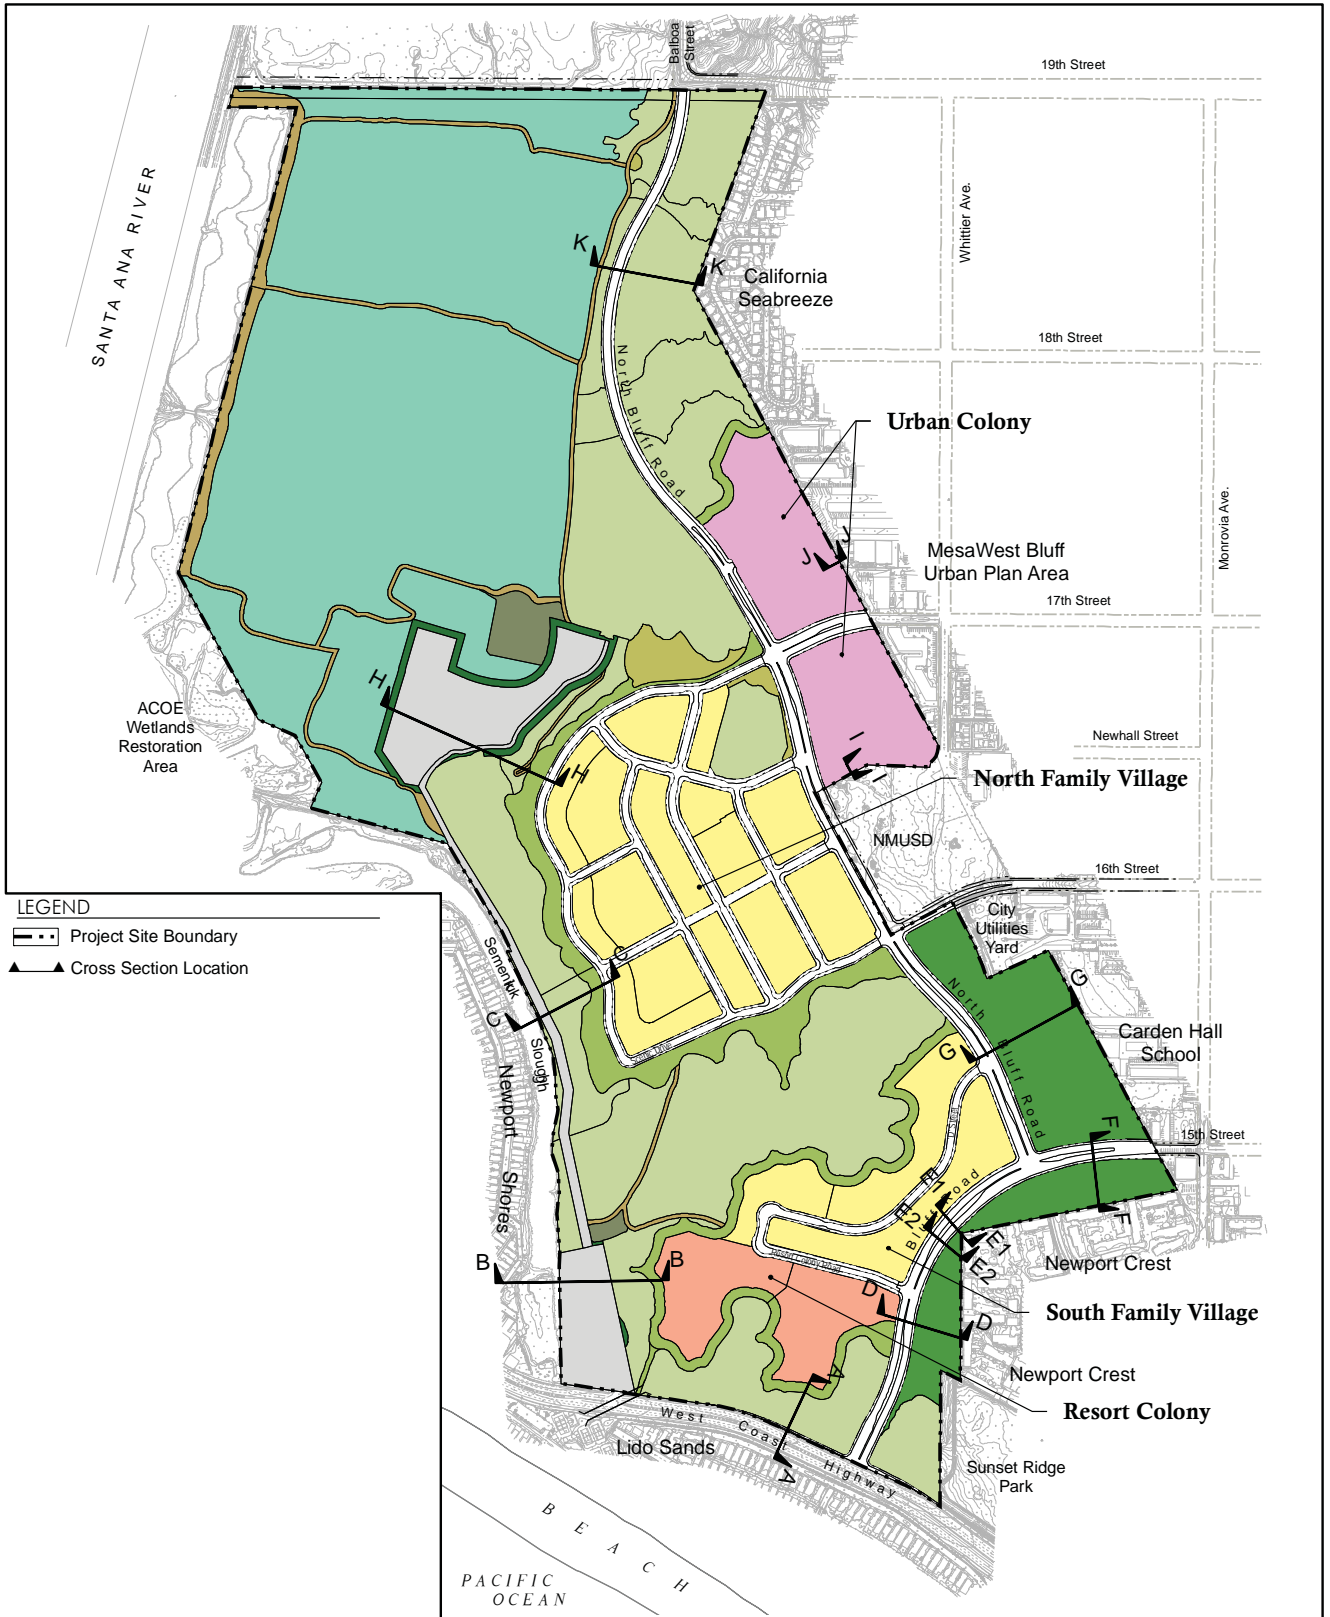 Balboa
Street
19th Street
SANTA ANA RIVER
Whittier Ave.
K
K
California
Seabreeze
18th Street
North Bluff Road
Urban Colony
Monrovia Ave.
J
J
MesaWest Bluff
Urban Plan Area
17th Street
H
ACOE
Wetlands
Restoration
Area
Newhall Street
I
I
H
North Family Village
NMUSD
16th Street
LEGEND
Project Site Boundary
Cross Section Location
City
Utilities
Yard
Semeniuk
Slough
C
C
North Bluff Road
G
G
Carden Hall
School
Scenic Drive
Newport Shores
F
15th Street
F
E1
E2
Bluff Road
E1
E2
Newport Crest
B
B
D
D
South Family Village
Newport Crest
Resort Colony
A
A
West Coast Highway
Lido Sands
Sunset Ridge
Park
BEACH
PACIFIC
OCEAN